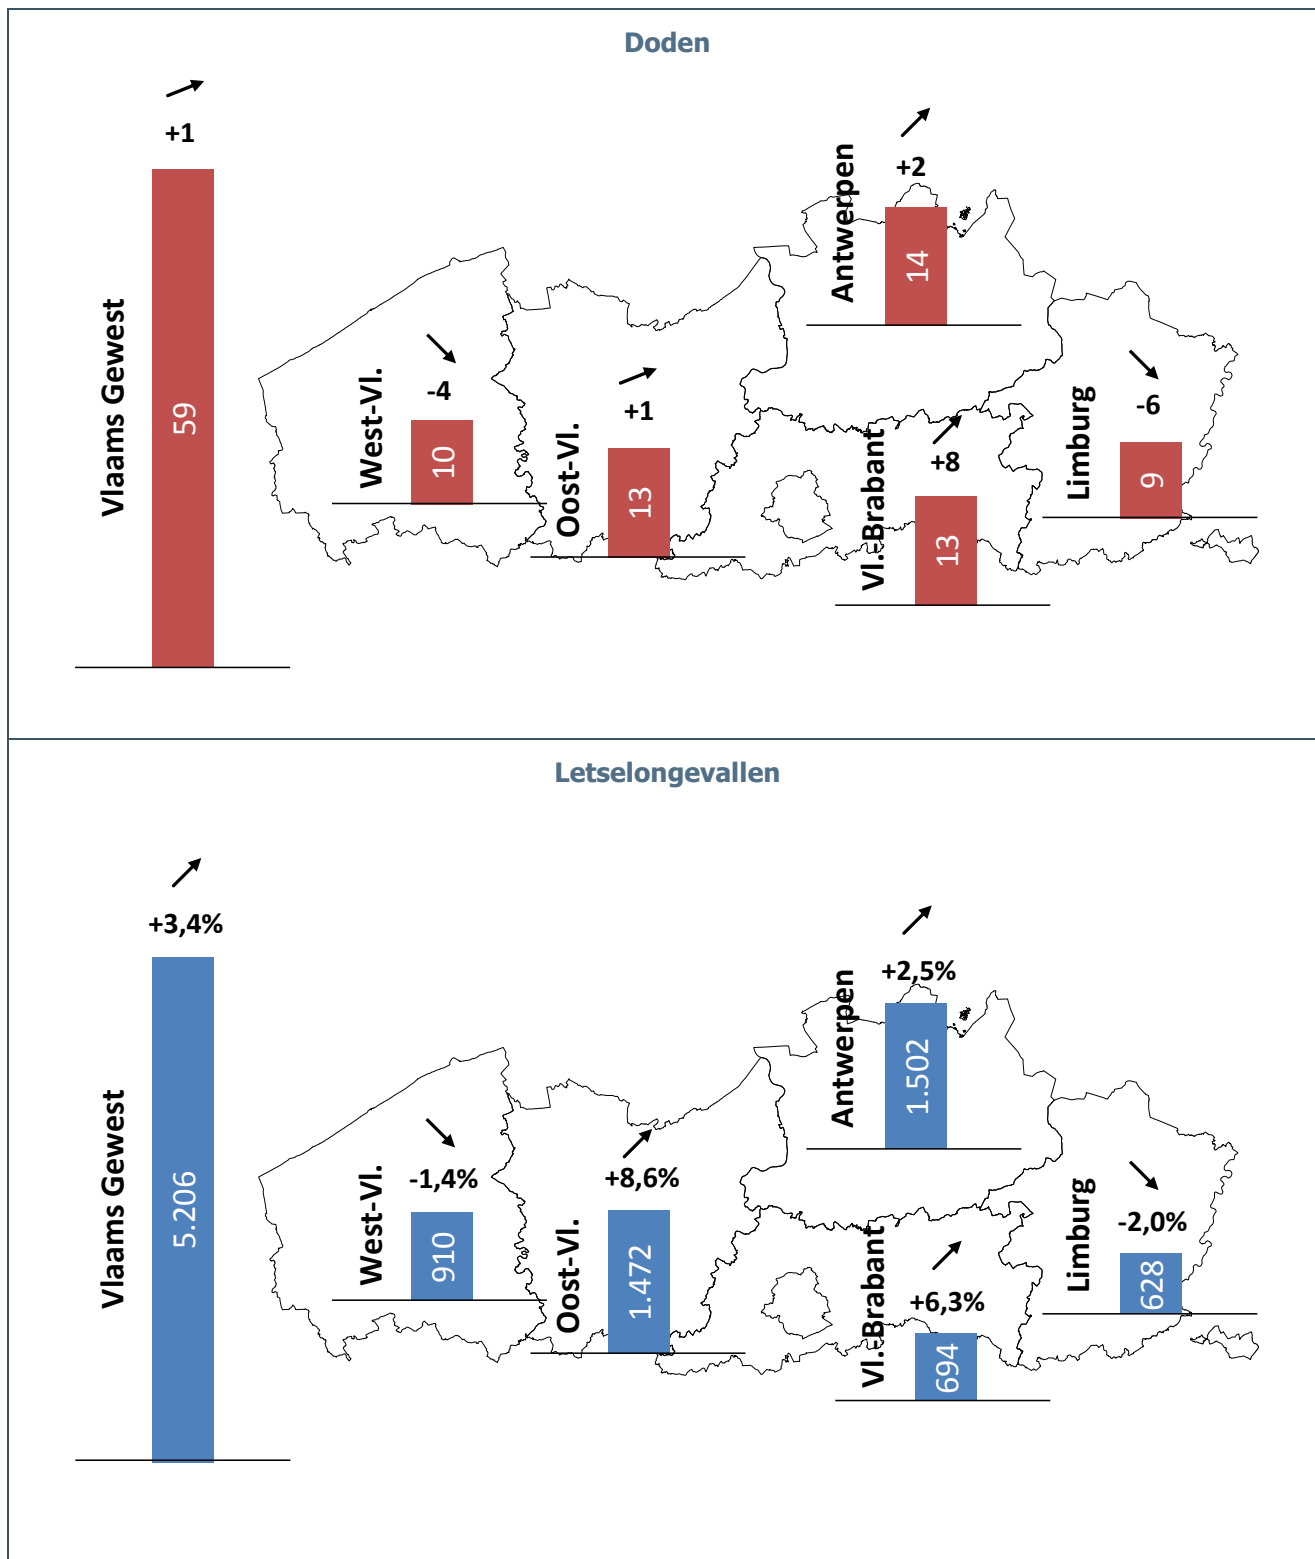 Doden
+1
Vlaams Gewest
59
West-Vl.
-4
10
Oost-Vl.
+1
13
Antwerpen
+2
14
Vl.-Brabant
+8
13
Limburg
-6
9
Letselongevallen
+3,4%
Vlaams Gewest
5.206
West-Vl.
-1,4%
910
Oost-Vl.
+8,6%
1.472
Antwerpen
+2,5%
1.502
Vl.-Brabant
+6,3%
694
Limburg
-2,0%
628